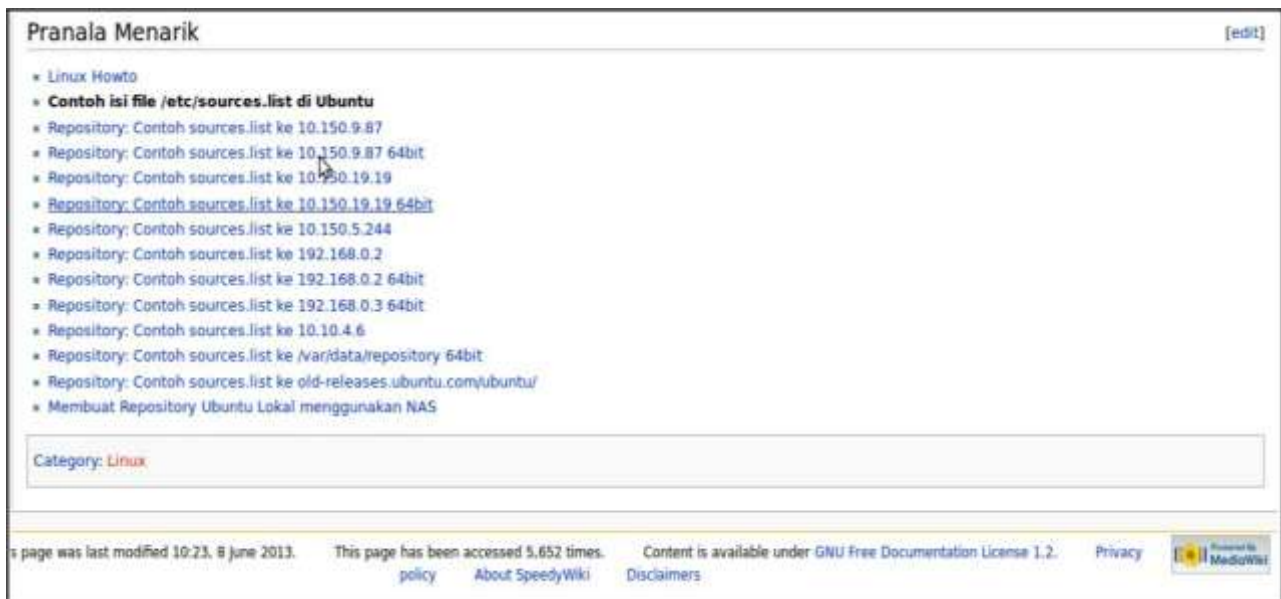 Pranala Menarik [edit]
Linux Howto
Contoh isi file /etc/sources.list di Ubuntu
Repository: Contoh sources.list ke 10.150.9.87
Repository: Contoh sources.list ke 10.150.9.87 64bit
Repository: Contoh sources.list ke 10.150.19.19
Repository: Contoh sources.list ke 10.150.19.19 64bit
Repository: Contoh sources.list ke 10.150.5.244
Repository: Contoh sources.list ke 192.168.0.2
Repository: Contoh sources.list ke 192.168.0.2 64bit
Repository: Contoh sources.list ke 192.168.0.3 64bit
Repository: Contoh sources.list ke 10.10.4.6
Repository: Contoh sources.list ke /var/data/repository 64bit
Repository: Contoh sources.list ke old-releases.ubuntu.com/ubuntu/
Membuat Repository Ubuntu Lokal menggunakan NAS
Category: Linux
s page was last modified 10:23, 8 June 2013. This page has been accessed 5,652 times. Content is available under GNU Free Documentation License 1.2. Privacy
policy About SpeedyWiki Disclaimers
Powered By
MediaWiki